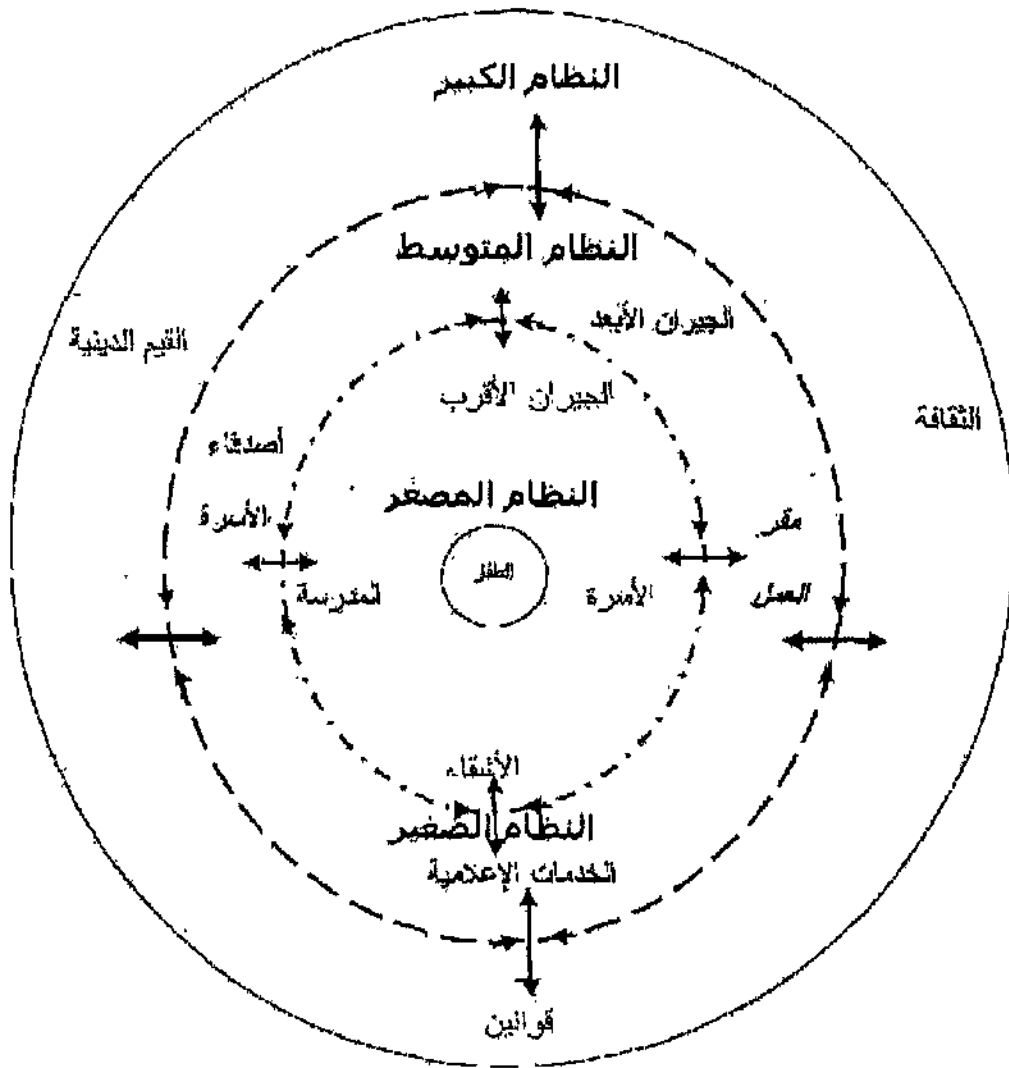 النظام الكبير
النظام المتوسط
الجيران الأبعد
القيم الدينية
الجيران الأقرب
الثقافة
أصدقاء
النظام المصغر
الأسرة
مقر
الطفل
المدرسة
الأسرة
العمل
الأشقاء
النظام الصغير
الخدمات الإعلامية
قوانين